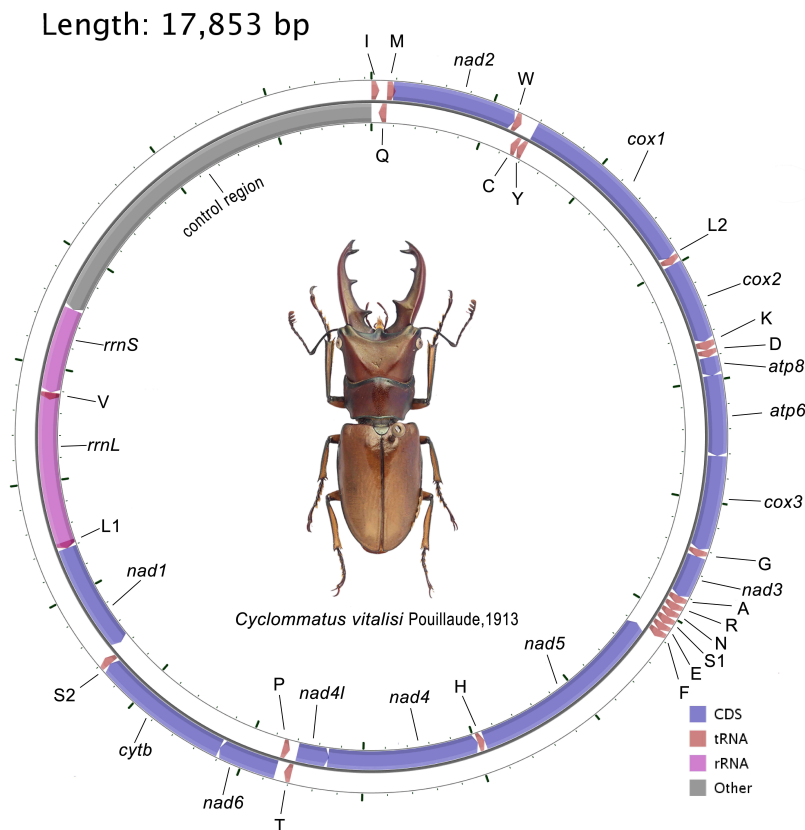 Length: 17,853 bp
I
M
nad2
W
Q
C
Y
cox1
control region
L2
cox2
K
D
atp8
atp6
rrnS
V
rrnL
cox3
L1
G
nad1
nad3
A
R
N
S1
E
F
Cyclommatus vitalisi Pouillaude,1913
nad5
S2
P
nad4l
nad4
H
cytb
nad6
T
CDS
tRNA
rRNA
Other